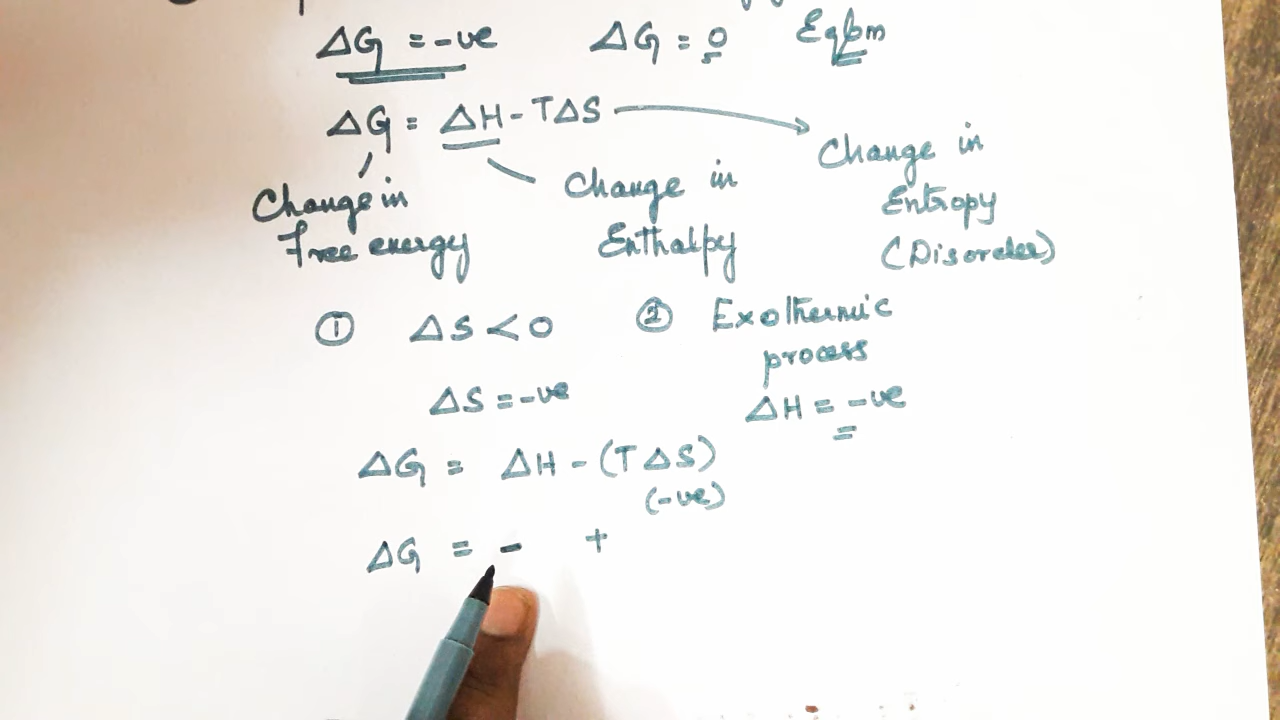 ΔG = -ve ΔG = 0 Eqbm
ΔG = ΔH - TΔS
Change in
Free energy
Change in
Enthalpy
Change in
Entropy
(Disorder)
① ΔS < 0
ΔS = -ve
② Exothermic
process
ΔH = -ve
ΔG = ΔH - (TΔS)
(-ve)
ΔG = - +